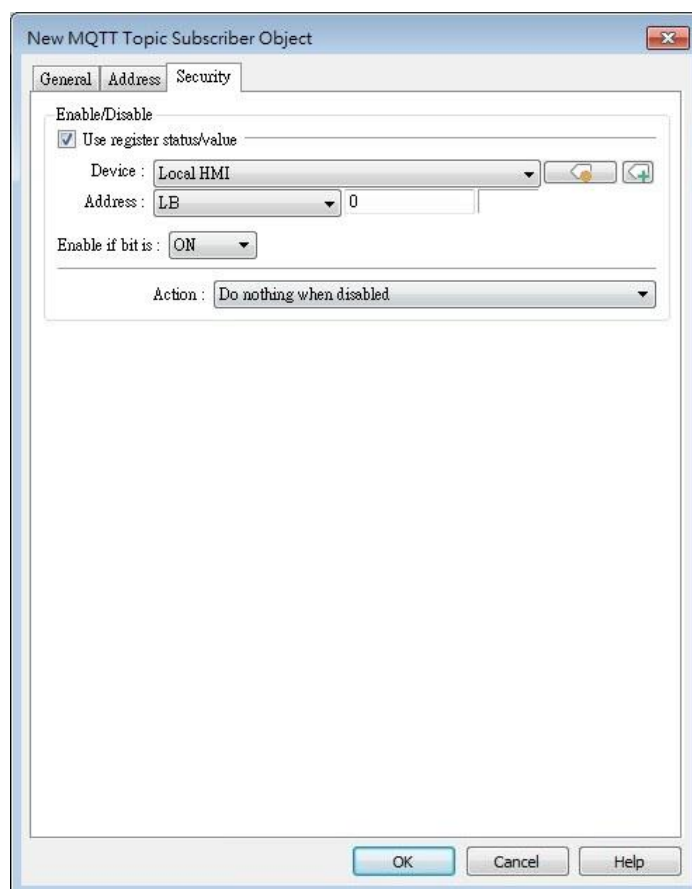 New MQTT Topic Subscriber Object
General Address Security
Enable/Disable
Use register status/value
Device : Local HMI
Address : LB 0
Enable if bit is : ON
Action : Do nothing when disabled
OK Cancel Help